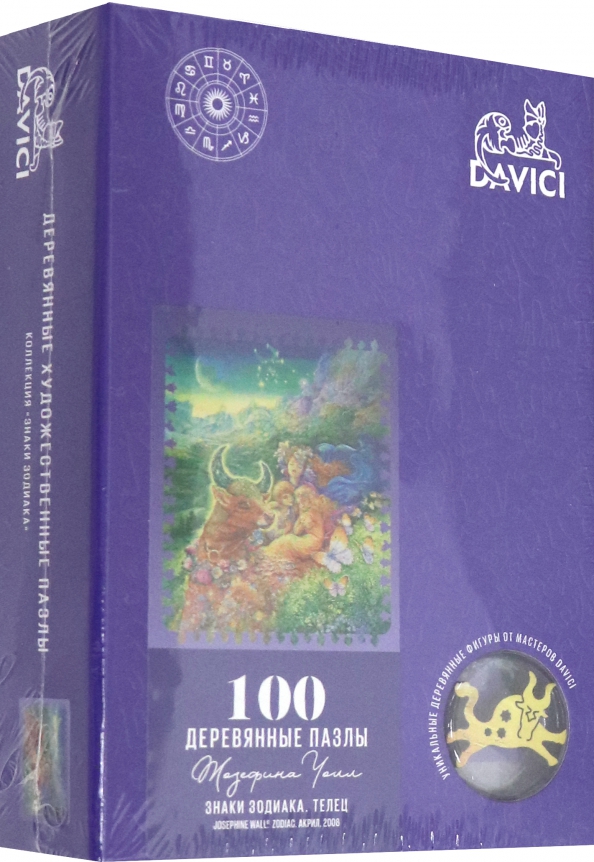 DAVICI
ДЕРЕВЯННЫЕ ХУДОЖЕСТВЕННЫЕ ПАЗЛЫ
КОЛЛЕКЦИЯ «ЗНАКИ ЗОДИАКА»
DAVICI
УНИКАЛЬНЫЕ ДЕРЕВЯННЫЕ ФИГУРЫ ОТ МАСТЕРОВ DAVICI
100
ДЕРЕВЯННЫЕ ПАЗЛЫ
Жозефина Уолл
ЗНАКИ ЗОДИАКА. ТЕЛЕЦ
JOSEPHINE WALL® ZODIAC. АКРИЛ, 2008